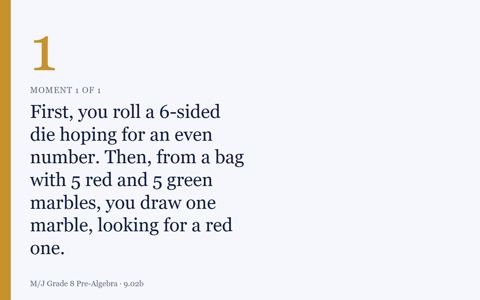 1
MOMENT 1 OF 1
First, you roll a 6-sided
die hoping for an even
number. Then, from a bag
with 5 red and 5 green
marbles, you draw one
marble, looking for a red
one.
M/J Grade 8 Pre-Algebra · 9.02b